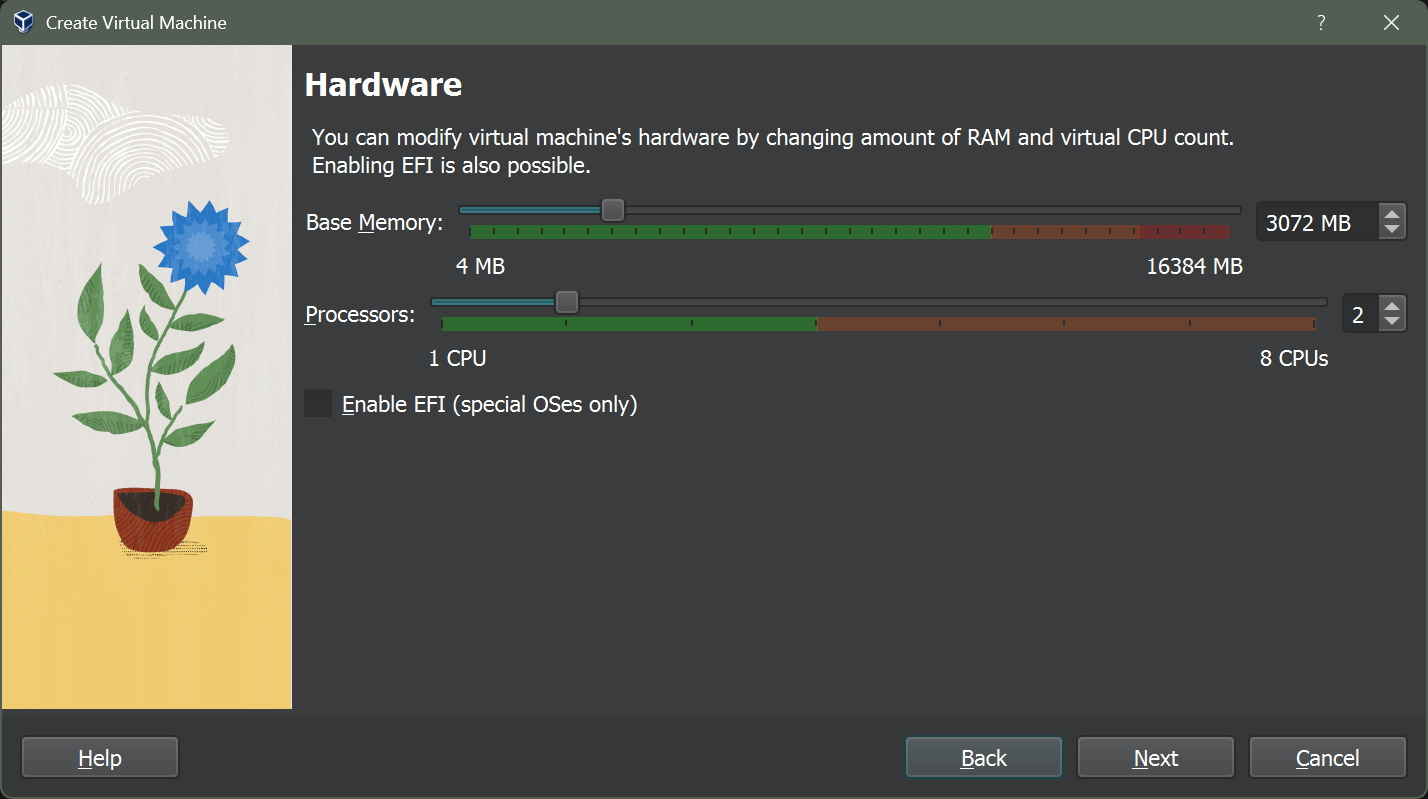 Create Virtual Machine
?
Hardware
You can modify virtual machine's hardware by changing amount of RAM and virtual CPU count.
Enabling EFI is also possible.
Base Memory:
3072 MB
4 MB
16384 MB
Processors:
2
1 CPU
8 CPUs
Enable EFI (special OSes only)
Help
Back
Next
Cancel